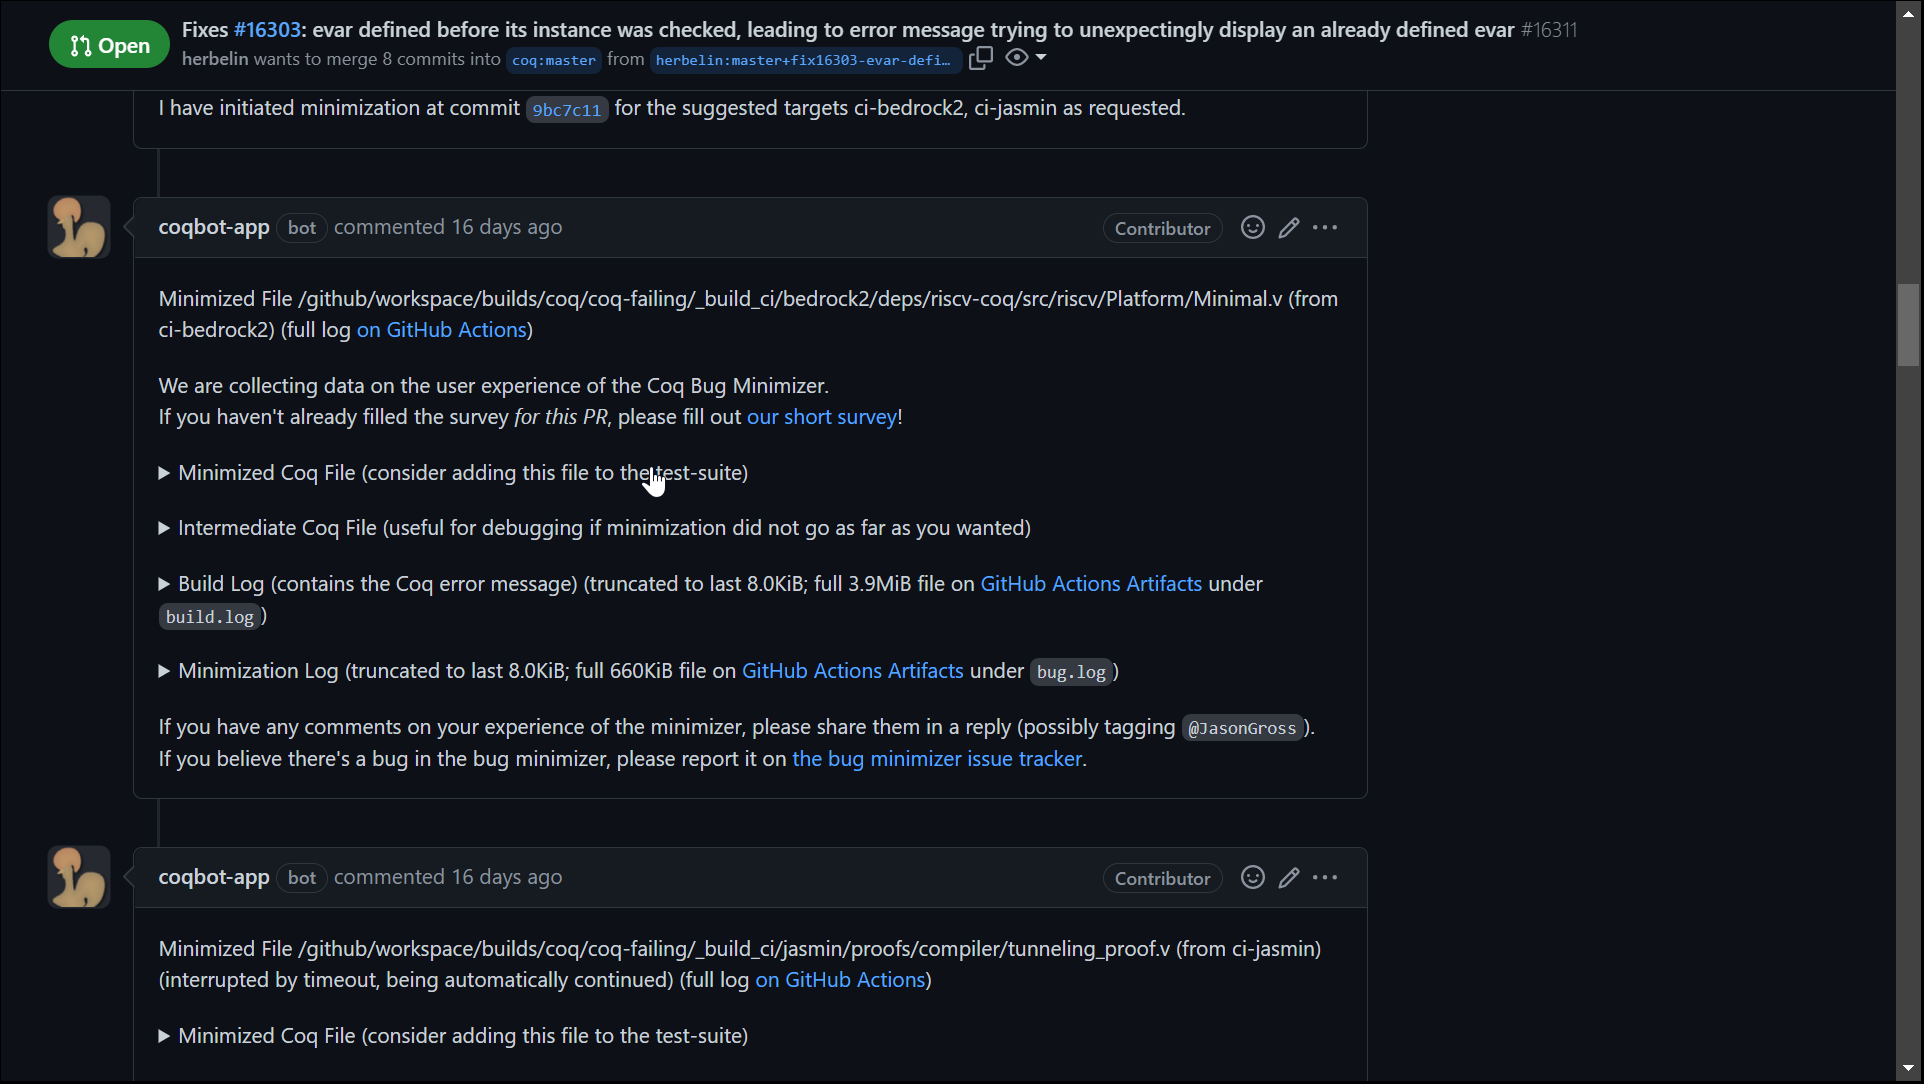 Open
Fixes #16303: evar defined before its instance was checked, leading to error message trying to unexpectingly display an already defined evar #16311
herbelin wants to merge 8 commits into coq:master from herbelin:master+fix16303-evar-defi…
I have initiated minimization at commit 9bc7c11 for the suggested targets ci-bedrock2, ci-jasmin as requested.
coqbot-app bot commented 16 days ago Contributor
Minimized File /github/workspace/builds/coq/coq-failing/_build_ci/bedrock2/deps/riscv-coq/src/riscv/Platform/Minimal.v (from
ci-bedrock2) (full log on GitHub Actions)
We are collecting data on the user experience of the Coq Bug Minimizer.
If you haven't already filled the survey for this PR, please fill out our short survey!
▶ Minimized Coq File (consider adding this file to the test-suite)
▶ Intermediate Coq File (useful for debugging if minimization did not go as far as you wanted)
▶ Build Log (contains the Coq error message) (truncated to last 8.0KiB; full 3.9MiB file on GitHub Actions Artifacts under
build.log)
▶ Minimization Log (truncated to last 8.0KiB; full 660KiB file on GitHub Actions Artifacts under bug.log)
If you have any comments on your experience of the minimizer, please share them in a reply (possibly tagging @JasonGross).
If you believe there's a bug in the bug minimizer, please report it on the bug minimizer issue tracker.
coqbot-app bot commented 16 days ago Contributor
Minimized File /github/workspace/builds/coq/coq-failing/_build_ci/jasmin/proofs/compiler/tunneling_proof.v (from ci-jasmin)
(interrupted by timeout, being automatically continued) (full log on GitHub Actions)
▶ Minimized Coq File (consider adding this file to the test-suite)